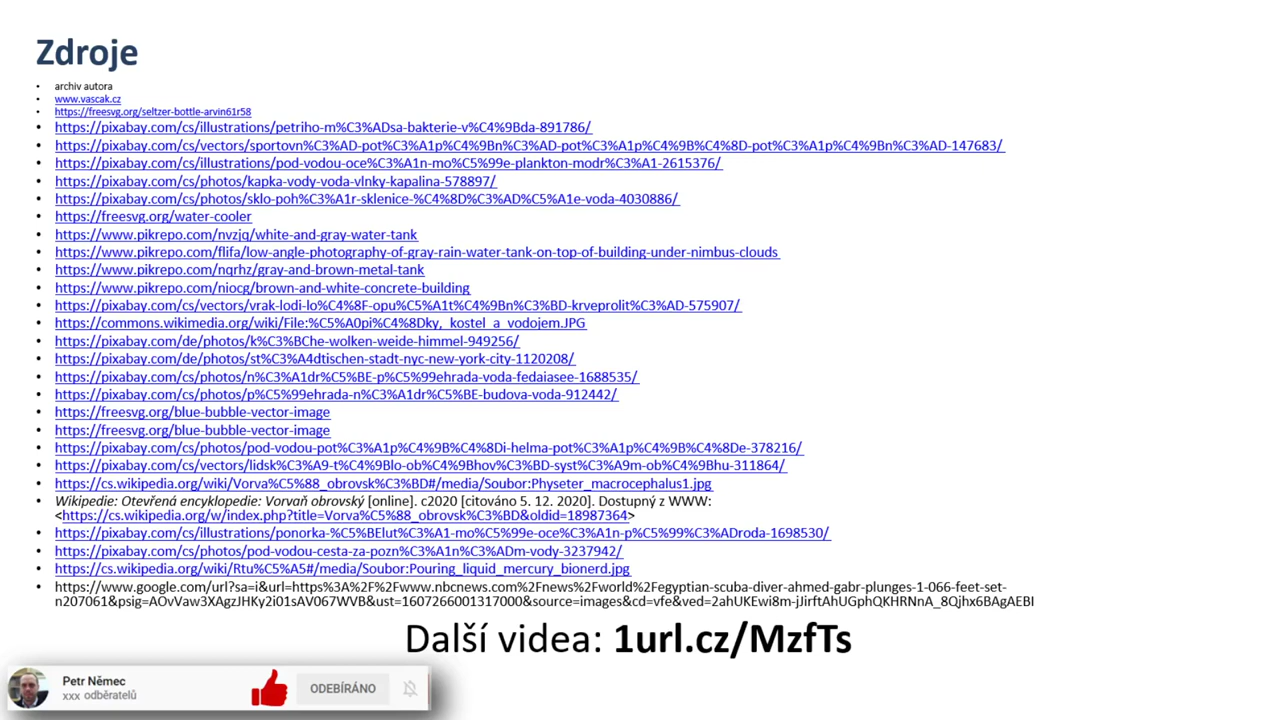 Zdroje
• archiv autora
• www.vascak.cz
• https://freesvg.org/seltzer-bottle-arvin61r58
• https://pixabay.com/cs/illustrations/petriho-m%C3%ADsa-bakterie-v%C4%9Bda-891786/
• https://pixabay.com/cs/vectors/sportovn%C3%AD-pot%C3%A1p%C4%9Bn%C3%AD-pot%C3%A1p%C4%9B%C4%8D-pot%C3%A1p%C4%9Bn%C3%AD-147683/
• https://pixabay.com/cs/illustrations/pod-vodou-oce%C3%A1n-mo%C5%99e-plankton-modr%C3%A1-2615376/
• https://pixabay.com/cs/photos/kapka-vody-voda-vlnky-kapalina-578897/
• https://pixabay.com/cs/photos/sklo-poh%C3%A1r-sklenice-%C4%8D%C3%AD%C5%A1e-voda-4030886/
• https://freesvg.org/water-cooler
• https://www.pikrepo.com/nvzjq/white-and-gray-water-tank
• https://www.pikrepo.com/flifa/low-angle-photography-of-gray-rain-water-tank-on-top-of-building-under-nimbus-clouds
• https://www.pikrepo.com/nqrhz/gray-and-brown-metal-tank
• https://www.pikrepo.com/niocg/brown-and-white-concrete-building
• https://pixabay.com/cs/vectors/vrak-lodi-lo%C4%8F-opu%C5%A1t%C4%9Bn%C3%BD-krveprolit%C3%AD-575907/
• https://commons.wikimedia.org/wiki/File:%C5%A0pi%C4%8Dky,_kostel_a_vodojem.JPG
• https://pixabay.com/de/photos/k%C3%BChe-wolken-weide-himmel-949256/
• https://pixabay.com/de/photos/st%C3%A4dtischen-stadt-nyc-new-york-city-1120208/
• https://pixabay.com/cs/photos/n%C3%A1dr%C5%BE-p%C5%99ehrada-voda-fedaiasee-1688535/
• https://pixabay.com/cs/photos/p%C5%99ehrada-n%C3%A1dr%C5%BE-budova-voda-912442/
• https://freesvg.org/blue-bubble-vector-image
• https://freesvg.org/blue-bubble-vector-image
• https://pixabay.com/cs/photos/pod-vodou-pot%C3%A1p%C4%9B%C4%8Di-helma-pot%C3%A1p%C4%9B%C4%8De-378216/
• https://pixabay.com/cs/vectors/lidsk%C3%A9-t%C4%9Blo-ob%C4%9Bhov%C3%BD-syst%C3%A9m-ob%C4%9Bhu-311864/
• https://cs.wikipedia.org/wiki/Vorva%C5%88_obrovsk%C3%BD#/media/Soubor:Physeter_macrocephalus1.jpg
• Wikipedie: Otevřená encyklopedie: Vorvaň obrovský [online]. c2020 [citováno 5. 12. 2020]. Dostupný z WWW:
<https://cs.wikipedia.org/w/index.php?title=Vorva%C5%88_obrovsk%C3%BD&oldid=18987364>
• https://pixabay.com/cs/illustrations/ponorka-%C5%BElut%C3%A1-mo%C5%99e-oce%C3%A1n-p%C5%99%C3%ADroda-1698530/
• https://pixabay.com/cs/photos/pod-vodou-cesta-za-pozn%C3%A1n%C3%ADm-vody-3237942/
• https://cs.wikipedia.org/wiki/Rtu%C5%A5#/media/Soubor:Pouring_liquid_mercury_bionerd.jpg
• https://www.google.com/url?sa=i&url=https%3A%2F%2Fwww.nbcnews.com%2Fnews%2Fworld%2Fegyptian-scuba-diver-ahmed-gabr-plunges-1-066-feet-set-
n207061&psig=AOvVaw3XAgzJHKy2i01sAV067WVB&ust=1607266001317000&source=images&cd=vfe&ved=2ahUKEwi8m-jJirftAhUGphQKHRNnA_8Qjhx6BAgAEBI
Další videa: 1url.cz/MzfTs
Petr Němec
xxx odběratelů
ODEBÍRÁNO